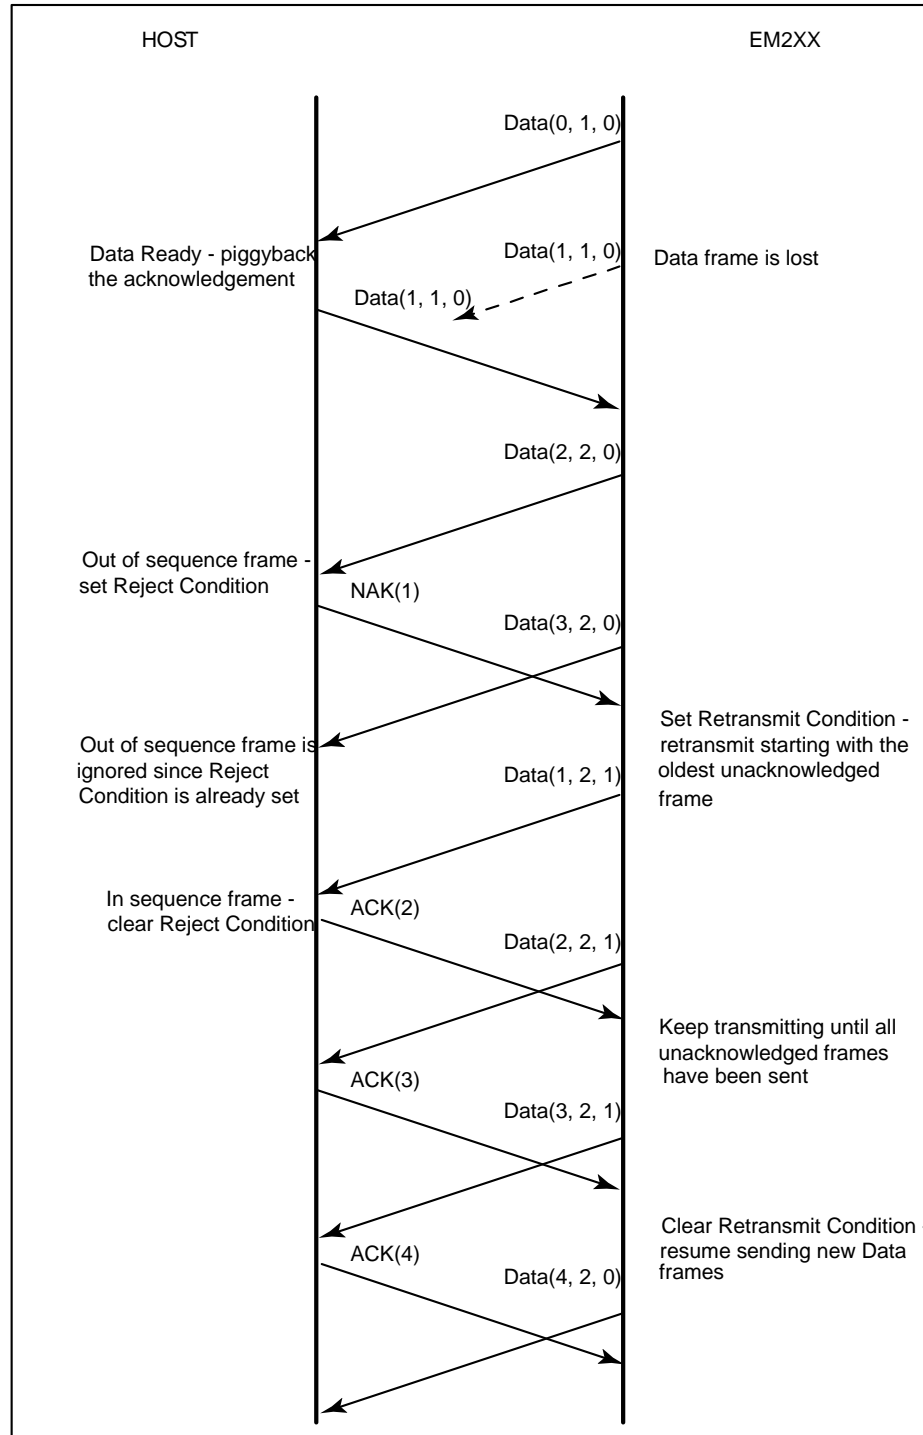 HOST
EM2XX
Data(0, 1, 0)
Data Ready - piggyback
the acknowledgement
Data(1, 1, 0)
Data frame is lost
Data(1, 1, 0)
Data(2, 2, 0)
Out of sequence frame -
set Reject Condition
NAK(1)
Data(3, 2, 0)
Set Retransmit Condition -
retransmit starting with the
oldest unacknowledged
frame
Out of sequence frame is
ignored since Reject
Condition is already set
Data(1, 2, 1)
In sequence frame -
clear Reject Condition
ACK(2)
Data(2, 2, 1)
Keep transmitting until all
unacknowledged frames
have been sent
ACK(3)
Data(3, 2, 1)
Clear Retransmit Condition -
resume sending new Data
frames
ACK(4)
Data(4, 2, 0)